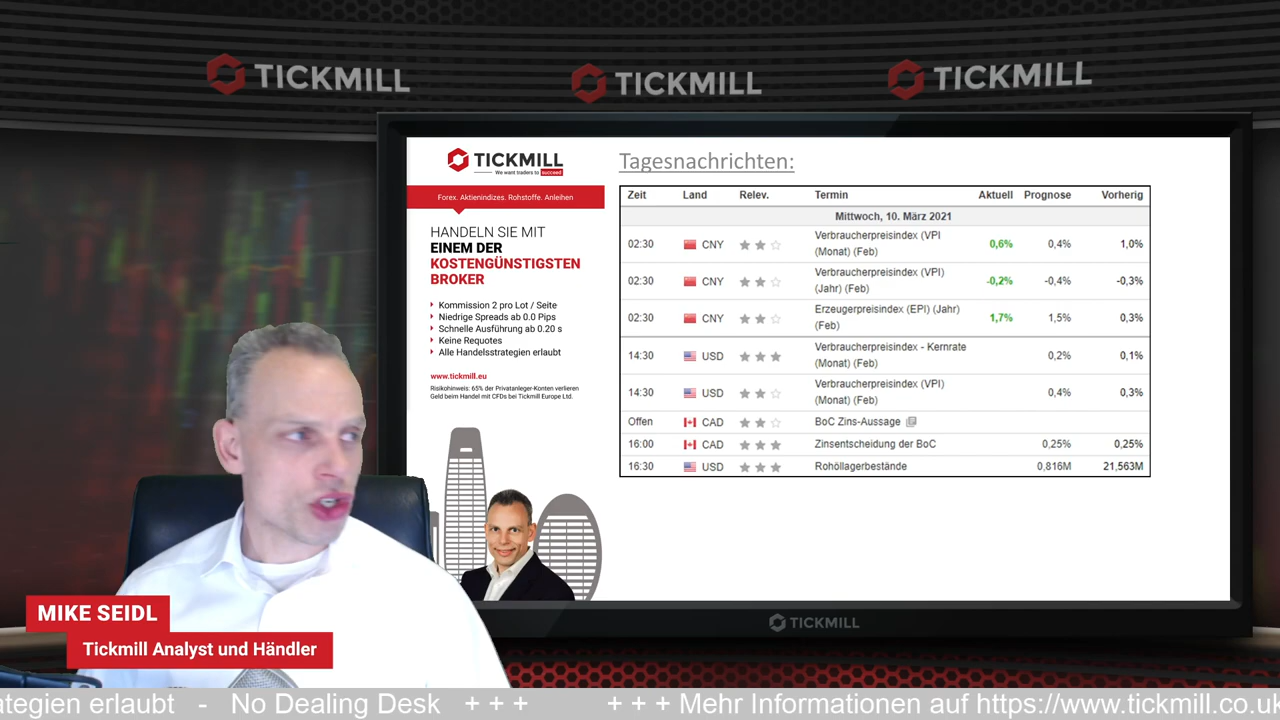 TICKMILL
TICKMILL
TICKMILL
TICKMILL
We want traders to succeed
Forex. Aktienindizes. Rohstoffe. Anleihen
HANDELN SIE MIT
EINEM DER
KOSTENGÜNSTIGSTEN
BROKER
Kommission 2 pro Lot / Seite
Niedrige Spreads ab 0.0 Pips
Schnelle Ausführung ab 0.20 s
Keine Requotes
Alle Handelsstrategien erlaubt
www.tickmill.eu
Risikohinweis: 65% der Privatanleger-Konten verlieren
Geld beim Handel mit CFDs bei Tickmill Europe Ltd.
Tagesnachrichten:
Zeit Land Relev. Termin Aktuell Prognose Vorherig
Mittwoch, 10. März 2021
02:30 CNY Verbraucherpreisindex (VPI
(Monat) (Feb) 0,6% 0,4% 1,0%
02:30 CNY Verbraucherpreisindex (VPI)
(Jahr) (Feb) -0,2% -0,4% -0,3%
02:30 CNY Erzeugerpreisindex (EPI) (Jahr)
(Feb) 1,7% 1,5% 0,3%
14:30 USD Verbraucherpreisindex - Kernrate
(Monat) (Feb) 0,2% 0,1%
14:30 USD Verbraucherpreisindex (VPI)
(Monat) (Feb) 0,4% 0,3%
Offen CAD BoC Zins-Aussage
16:00 CAD Zinsentscheidung der BoC 0,25% 0,25%
16:30 USD Rohöllagerbestände 0,816M 21,563M
TICKMILL
MIKE SEIDL
Tickmill Analyst und Händler
ategien erlaubt - No Dealing Desk + + + + + + Mehr Informationen auf https://www.tickmill.co.uk